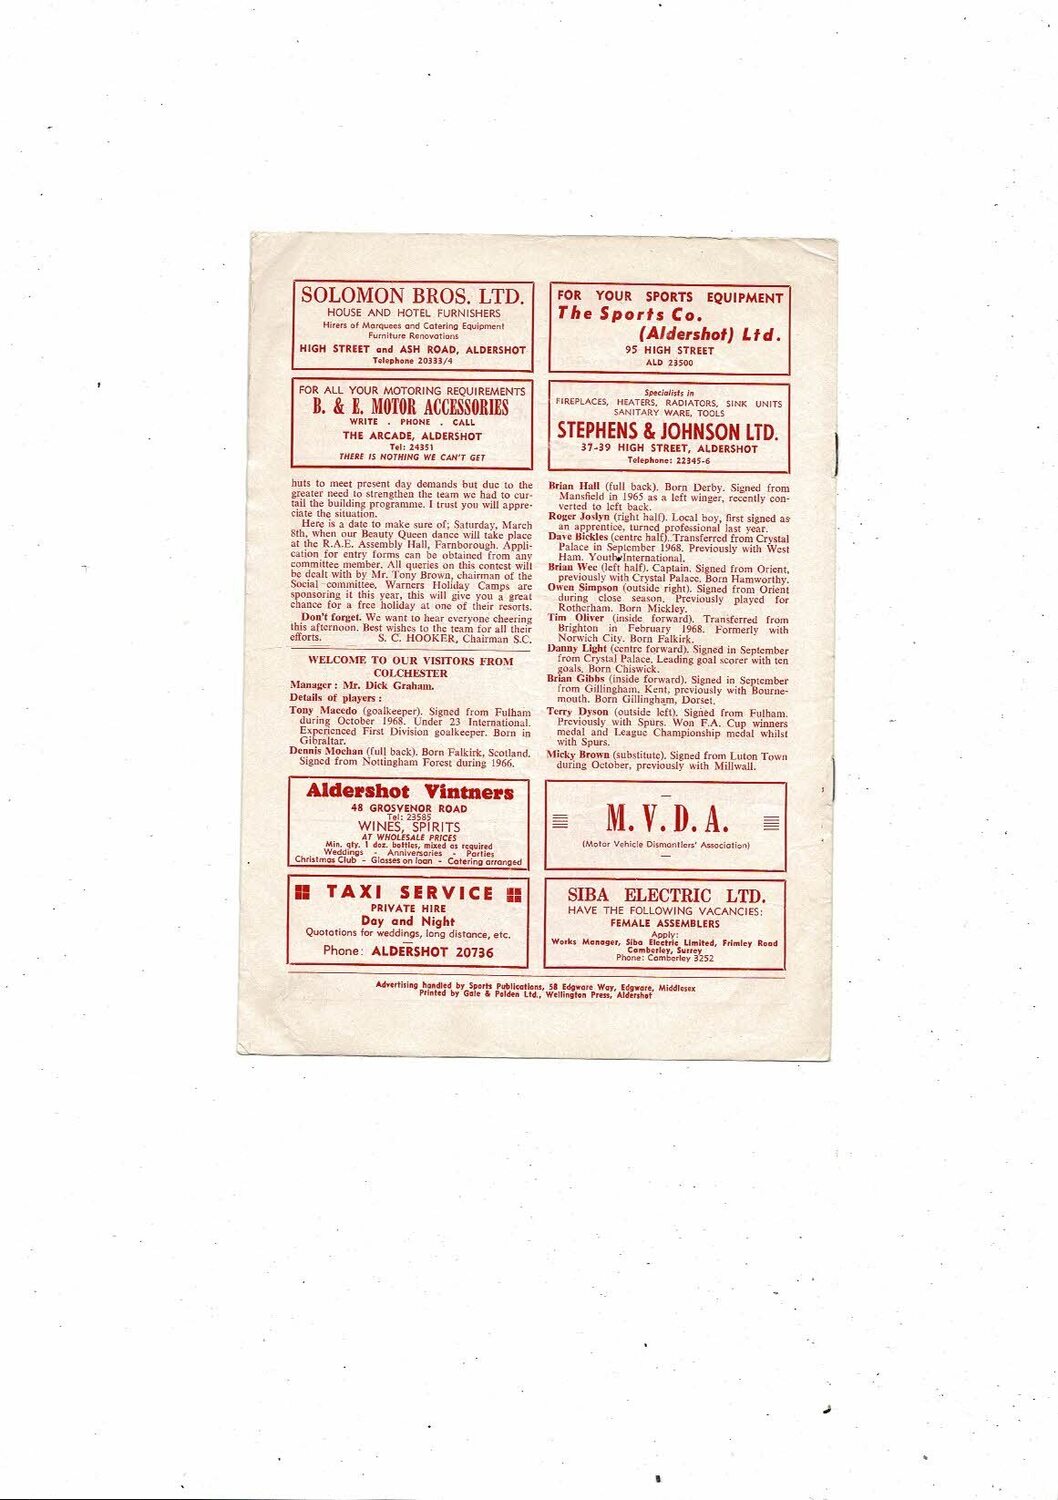 SOLOMON BROS. LTD.
HOUSE AND HOTEL FURNISHERS
Hirers of Marquees and Catering Equipment
Furniture Renovations
HIGH STREET and ASH ROAD, ALDERSHOT
Telephone 20333/4
FOR ALL YOUR MOTORING REQUIREMENTS
B. & E. MOTOR ACCESSORIES
WRITE . PHONE . CALL
THE ARCADE, ALDERSHOT
Tel: 24351
THERE IS NOTHING WE CAN'T GET
huts to meet present day demands but due to the
greater need to strengthen the team we had to cur-
tail the building programme. I trust you will appre-
ciate the situation.
Here is a date to make sure of; Saturday, March
8th, when our Beauty Queen dance will take place
at the R.A.E. Assembly Hall, Farnborough. Appli-
cation for entry forms can be obtained from any
committee member. All queries on this contest will
be dealt with by Mr. Tony Brown, chairman of the
Social committee, Warners Holiday Camps are
sponsoring it this year, this will give you a great
chance for a free holiday at one of their resorts.
Don't forget. We want to hear everyone cheering
this afternoon. Best wishes to the team for all their
efforts. S. C. HOOKER, Chairman S.C.
WELCOME TO OUR VISITORS FROM
COLCHESTER
Manager : Mr. Dick Graham.
Details of players :
Tony Macedo (goalkeeper). Signed from Fulham
during October 1968. Under 23 International.
Experienced First Division goalkeeper. Born in
Gibraltar.
Dennis Mochan (full back). Born Falkirk, Scotland.
Signed from Nottingham Forest during 1966.
Aldershot Vintners
48 GROSVENOR ROAD
Tel: 23585
WINES, SPIRITS
AT WHOLESALE PRICES
Min. qty. 1 doz. bottles, mixed as required
Weddings - Anniversaries - Parties
Christmas Club - Glasses on loan - Catering arranged
TAXI SERVICE
PRIVATE HIRE
Day and Night
Quotations for weddings, long distance, etc.
Phone: ALDERSHOT 20736
FOR YOUR SPORTS EQUIPMENT
The Sports Co.
(Aldershot) Ltd.
95 HIGH STREET
ALD 23500
Specialists in
FIREPLACES, HEATERS, RADIATORS, SINK UNITS
SANITARY WARE, TOOLS
STEPHENS & JOHNSON LTD.
37-39 HIGH STREET, ALDERSHOT
Telephone: 22345-6
Brian Hall (full back). Born Derby. Signed from
Mansfield in 1965 as a left winger, recently con-
verted to left back.
Roger Joslyn (right half). Local boy, first signed as
an apprentice, turned professional last year.
Dave Bickles (centre half). Transferred from Crystal
Palace in September 1968. Previously with West
Ham. Youth International.
Brian Wee (left half). Captain. Signed from Orient,
previously with Crystal Palace. Born Hamworthy.
Owen Simpson (outside right). Signed from Orient
during close season. Previously played for
Rotherham. Born Mickley.
Tim Oliver (inside forward). Transferred from
Brighton in February 1968. Formerly with
Norwich City. Born Falkirk.
Danny Light (centre forward). Signed in September
from Crystal Palace. Leading goal scorer with ten
goals. Born Chiswick.
Brian Gibbs (inside forward). Signed in September
from Gillingham, Kent, previously with Bourne-
mouth. Born Gillingham, Dorset.
Terry Dyson (outside left). Signed from Fulham.
Previously with Spurs. Won F.A. Cup winners
medal and League Championship medal whilst
with Spurs.
Micky Brown (substitute). Signed from Luton Town
during October, previously with Millwall.
M. V. D. A.
(Motor Vehicle Dismantlers' Association)
SIBA ELECTRIC LTD.
HAVE THE FOLLOWING VACANCIES:
FEMALE ASSEMBLERS
Apply:
Works Manager, Siba Electric Limited, Frimley Road
Camberley, Surrey
Phone: Camberley 3252
Advertising handled by Sports Publications, 58 Edgware Way, Edgware, Middlesex
Printed by Gale & Polden Ltd., Wellington Press, Aldershot